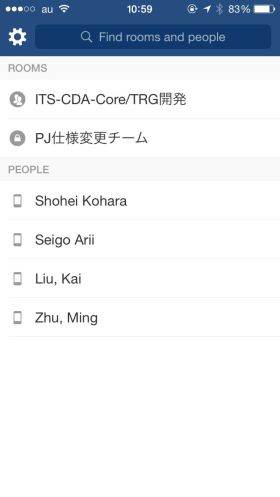 au 10:59 83%
Find rooms and people
ROOMS
ITS-CDA-Core/TRG開発
PJ仕様変更チーム
PEOPLE
Shohei Kohara
Seigo Arii
Liu, Kai
Zhu, Ming